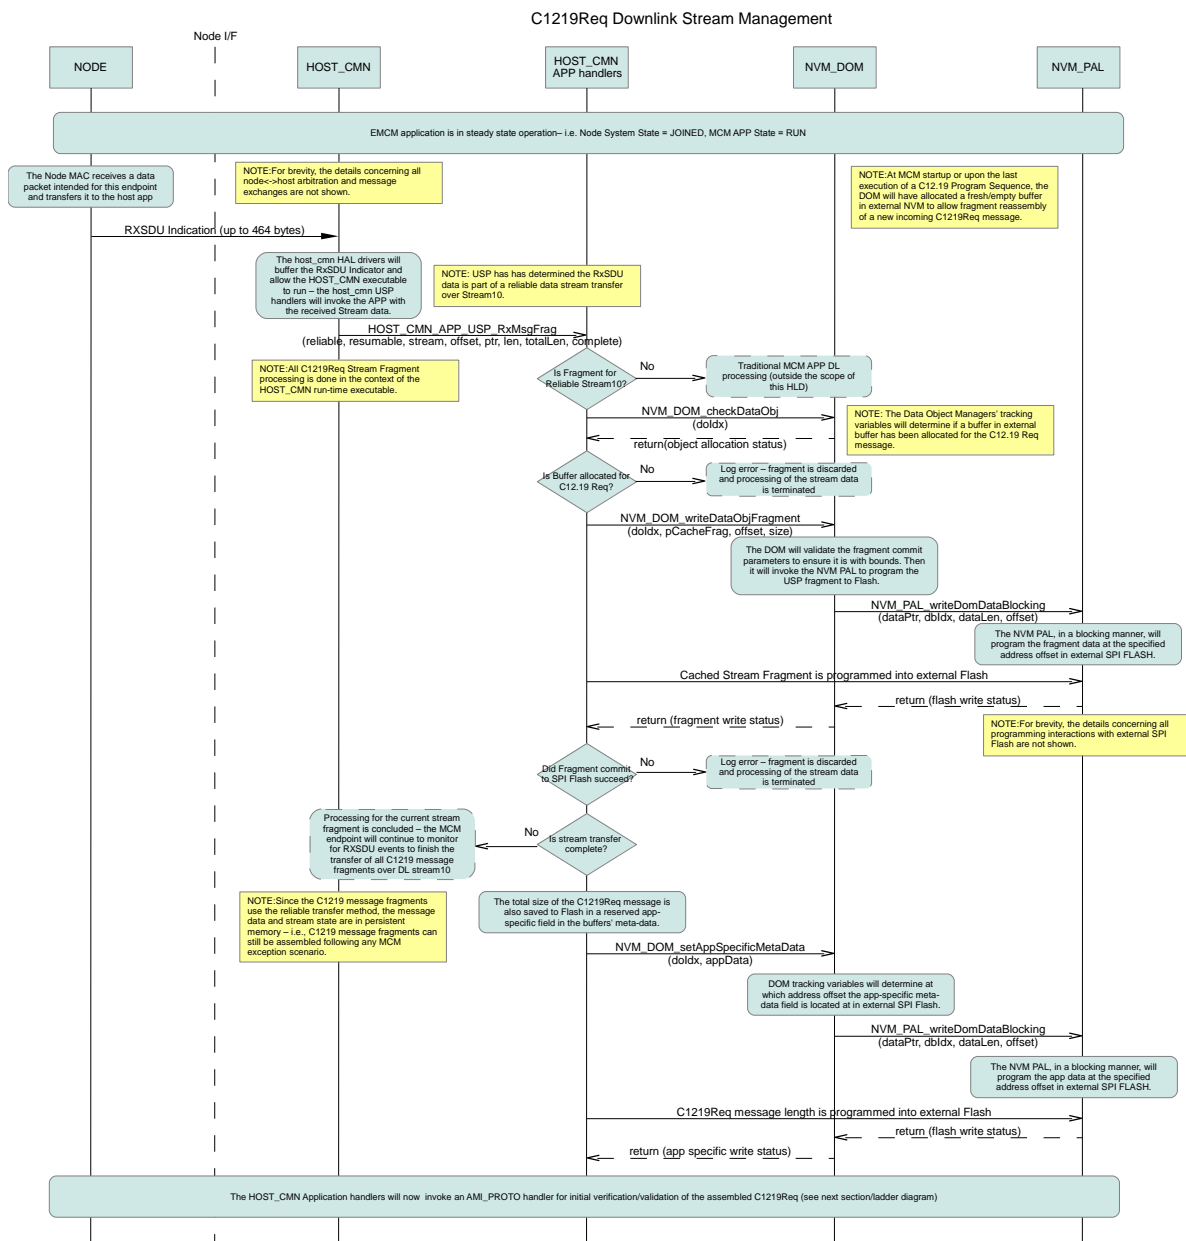 C1219Req Downlink Stream Management
Node I/F
NODE
HOST_CMN
HOST_CMN
APP handlers
NVM_DOM
NVM_PAL
EMCM application is in steady state operation– i.e. Node System State = JOINED, MCM APP State = RUN
The Node MAC receives a data
packet intended for this endpoint
and transfers it to the host app
NOTE:For brevity, the details concerning all
node<->host arbitration and message
exchanges are not shown.
NOTE:At MCM startup or upon the last
execution of a C12.19 Program Sequence, the
DOM will have allocated a fresh/empty buffer
in external NVM to allow fragment reassembly
of a new incoming C1219Req message.
RXSDU Indication (up to 464 bytes)
The host_cmn HAL drivers will
buffer the RxSDU Indicator and
allow the HOST_CMN executable
to run – the host_cmn USP
handlers will invoke the APP with
the received Stream data.
NOTE: USP has has determined the RxSDU
data is part of a reliable data stream transfer
over Stream10.
HOST_CMN_APP_USP_RxMsgFrag
(reliable, resumable, stream, offset, ptr, len, totalLen, complete)
NOTE:All C1219Req Stream Fragment
processing is done in the context of the
HOST_CMN run-time executable.
Is Fragment for
Reliable Stream10?
No
Traditional MCM APP DL
processing (outside the scope of
this HLD)
NVM_DOM_checkDataObj
(doIdx)
return(object allocation status)
NOTE: The Data Object Managers' tracking
variables will determine if a buffer in external
buffer has been allocated for the C12.19 Req
message.
Is Buffer allocated for
C12.19 Req?
No
Log error – fragment is discarded
and processing of the stream data
is terminated
NVM_DOM_writeDataObjFragment
(doIdx, pCacheFrag, offset, size)
The DOM will validate the fragment commit
parameters to ensure it is with bounds. Then
it will invoke the NVM PAL to program the
USP fragment to Flash.
NVM_PAL_writeDomDataBlocking
(dataPtr, dbIdx, dataLen, offset)
The NVM PAL, in a blocking manner, will
program the fragment data at the specified
address offset in external SPI FLASH.
Cached Stream Fragment is programmed into external Flash
return (flash write status)
return (fragment write status)
NOTE:For brevity, the details concerning all
programming interactions with external SPI
Flash are not shown.
Did Fragment commit
to SPI Flash succeed?
No
Log error – fragment is discarded
and processing of the stream data
is terminated
Processing for the current stream
fragment is concluded – the MCM
endpoint will continue to monitor
for RXSDU events to finish the
transfer of all C1219 message
fragments over DL stream10
No
Is stream transfer
complete?
NOTE:Since the C1219 message fragments
use the reliable transfer method, the message
data and stream state are in persistent
memory – i.e., C1219 message fragments can
still be assembled following any MCM
exception scenario.
The total size of the C1219Req message is
also saved to Flash in a reserved app-
specific field in the buffers' meta-data.
NVM_DOM_setAppSpecificMetaData
(doIdx, appData)
DOM tracking variables will determine at
which address offset the app-specific meta-
data field is located at in external SPI Flash.
NVM_PAL_writeDomDataBlocking
(dataPtr, dbIdx, dataLen, offset)
The NVM PAL, in a blocking manner, will
program the app data at the specified
address offset in external SPI FLASH.
C1219Req message length is programmed into external Flash
return (flash write status)
return (app specific write status)
The HOST_CMN Application handlers will now  invoke an AMI_PROTO handler for initial verification/validation of the assembled C1219Req (see next section/ladder diagram)